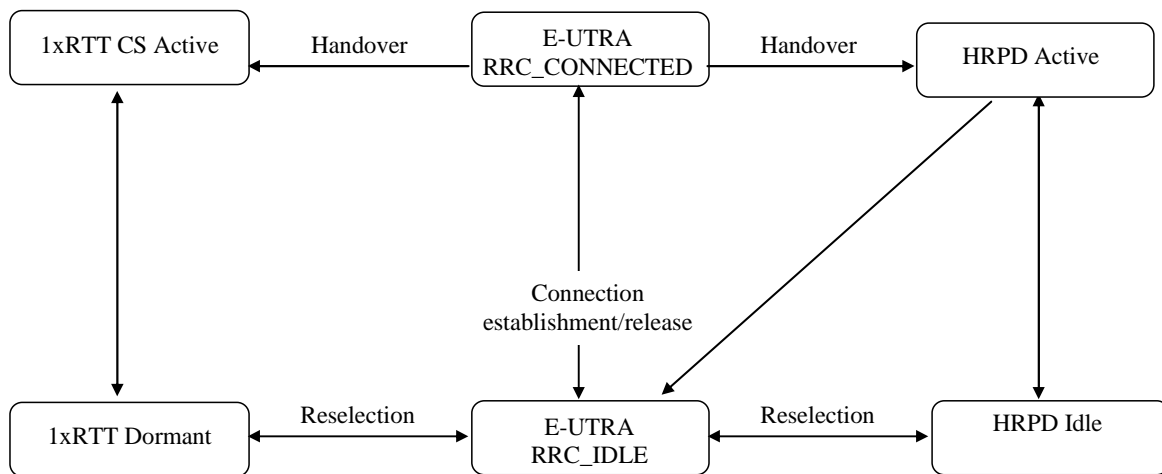 1xRTT CS Active
Handover
E-UTRA
RRC_CONNECTED
Handover
HRPD Active
Connection
establishment/release
1xRTT Dormant
Reselection
E-UTRA
RRC_IDLE
Reselection
HRPD Idle